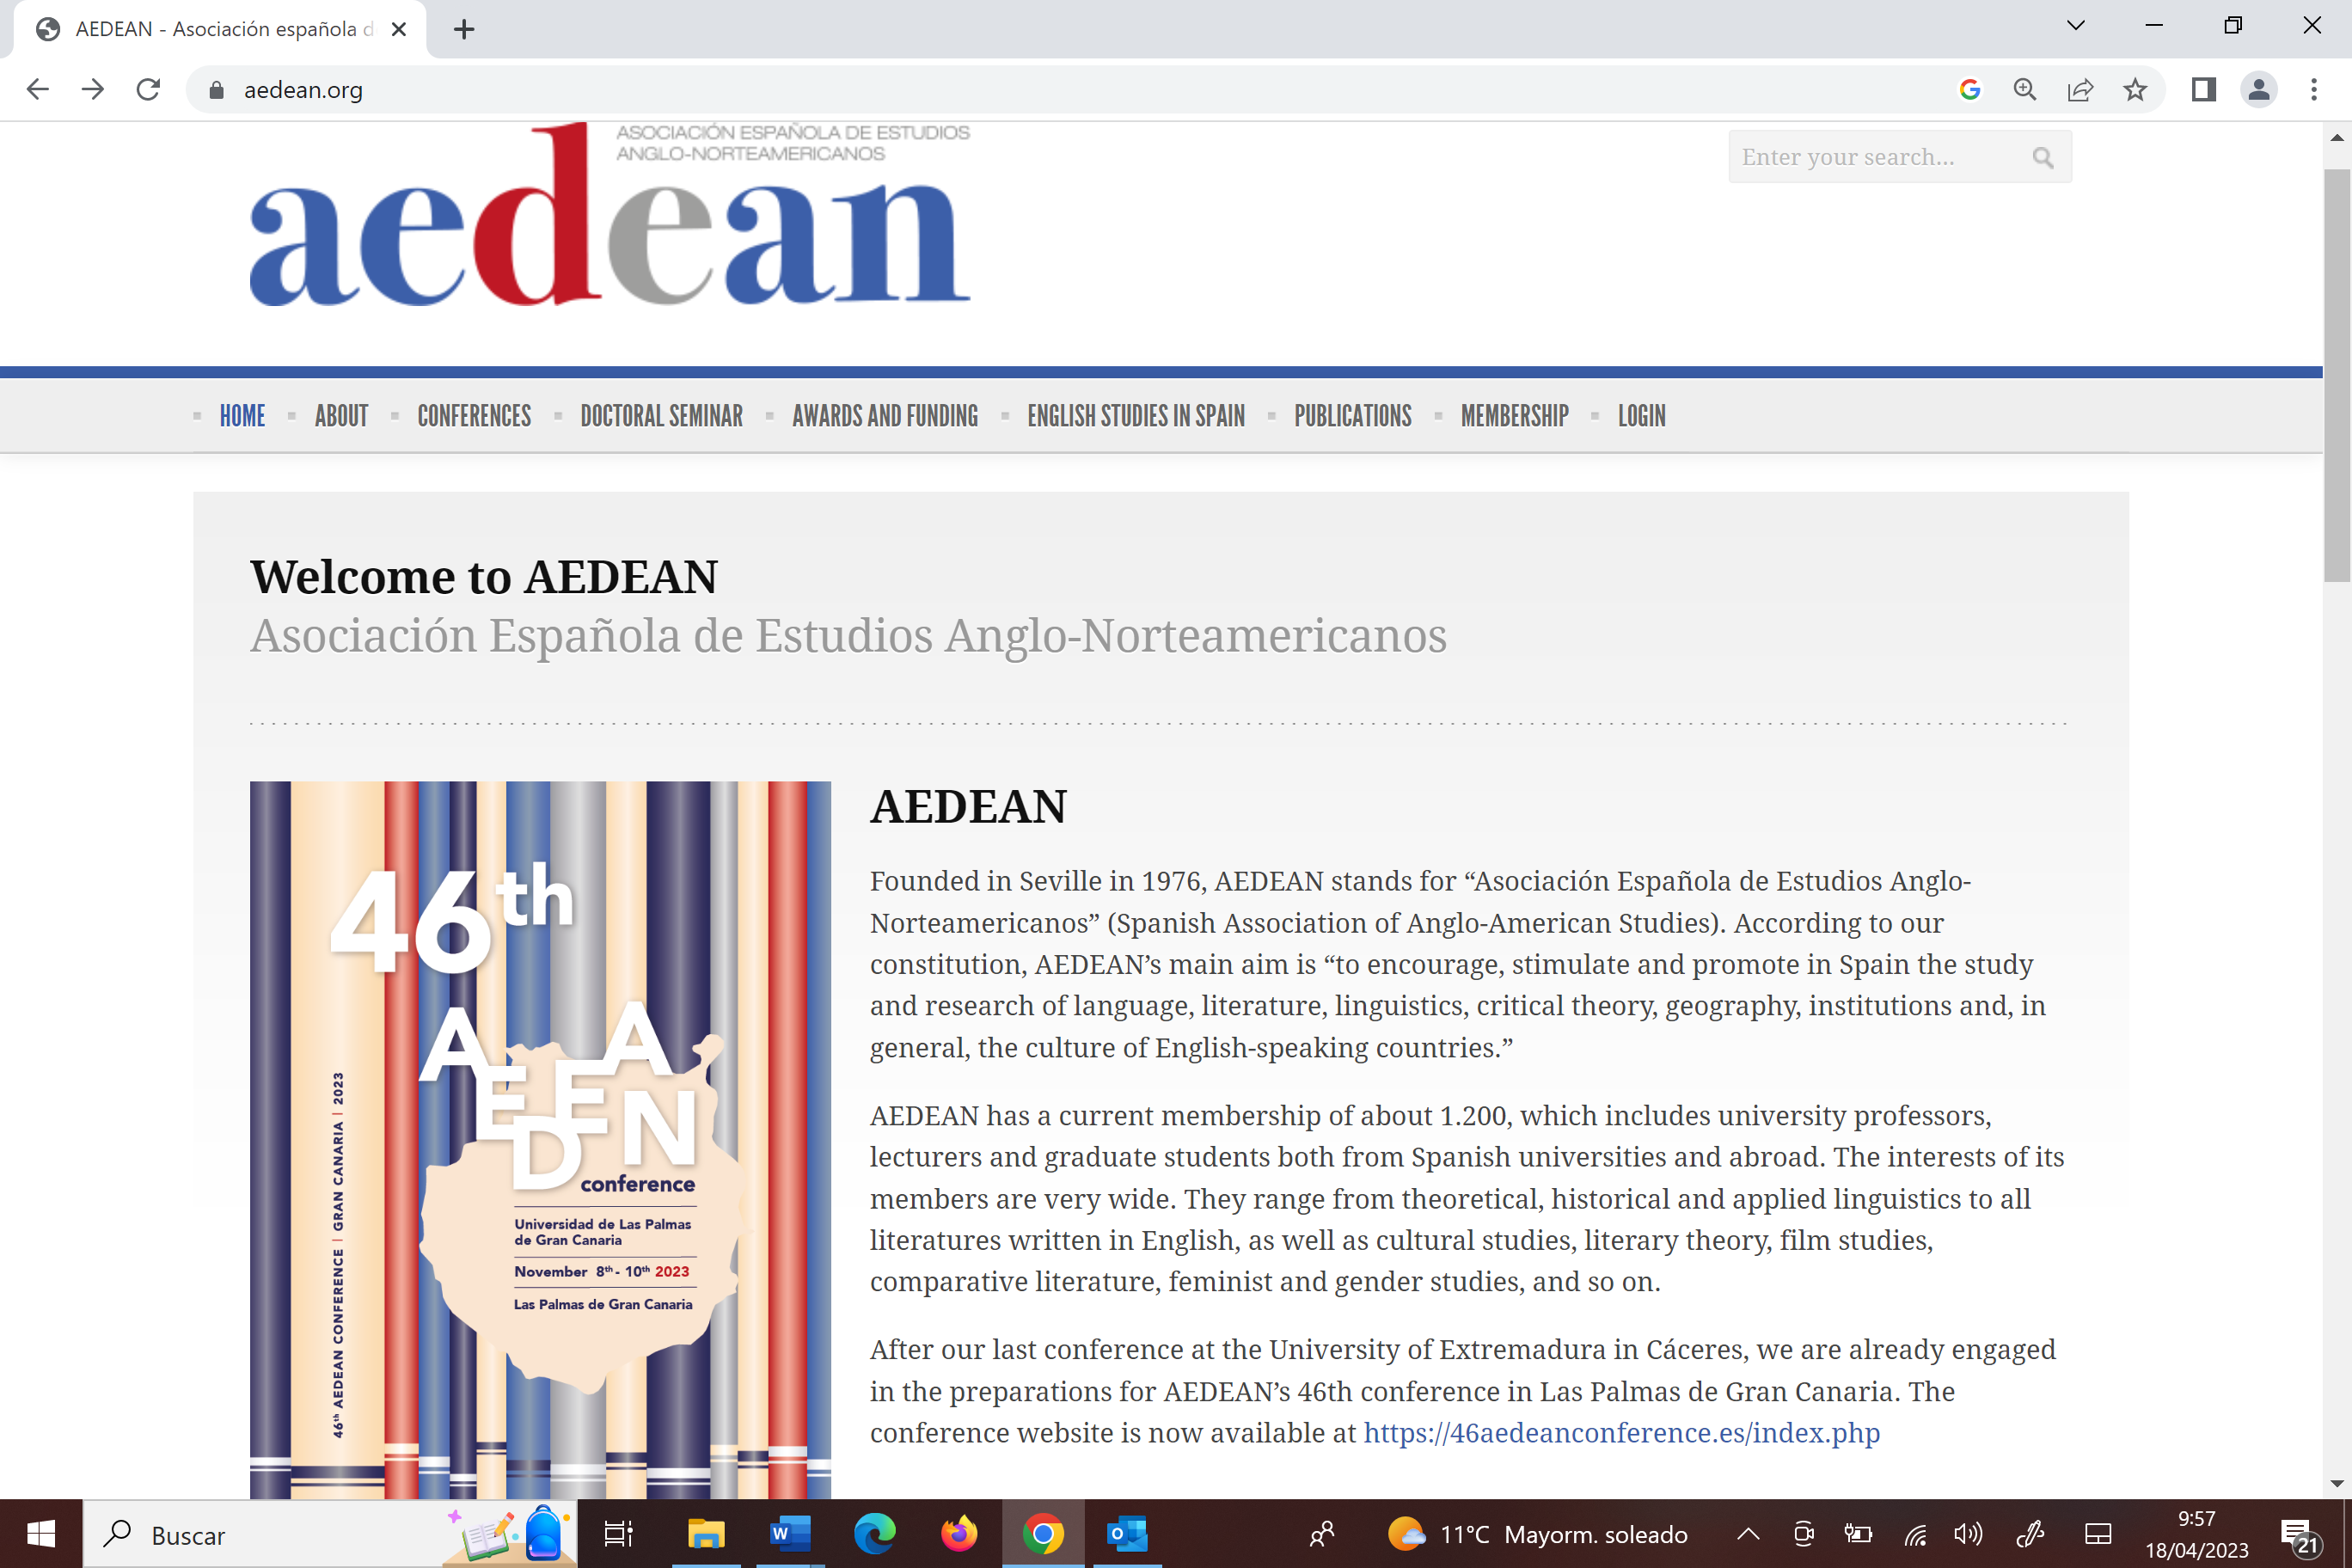 AEDEAN - Asociación española d
aedean.org
ASOCIACIÓN ESPAÑOLA DE ESTUDIOS
ANGLO-NORTEAMERICANOS
aedean
Enter your search...
HOME ABOUT CONFERENCES DOCTORAL SEMINAR AWARDS AND FUNDING ENGLISH STUDIES IN SPAIN PUBLICATIONS MEMBERSHIP LOGIN
Welcome to AEDEAN
Asociación Española de Estudios Anglo-Norteamericanos
46th
AEDEAN
conference
Universidad de Las Palmas
de Gran Canaria
November 8th - 10th 2023
Las Palmas de Gran Canaria
46th AEDEAN CONFERENCE | GRAN CANARIA | 2023
AEDEAN
Founded in Seville in 1976, AEDEAN stands for “Asociación Española de Estudios Anglo-
Norteamericanos” (Spanish Association of Anglo-American Studies). According to our
constitution, AEDEAN’s main aim is “to encourage, stimulate and promote in Spain the study
and research of language, literature, linguistics, critical theory, geography, institutions and, in
general, the culture of English-speaking countries.”
AEDEAN has a current membership of about 1.200, which includes university professors,
lecturers and graduate students both from Spanish universities and abroad. The interests of its
members are very wide. They range from theoretical, historical and applied linguistics to all
literatures written in English, as well as cultural studies, literary theory, film studies,
comparative literature, feminist and gender studies, and so on.
After our last conference at the University of Extremadura in Cáceres, we are already engaged
in the preparations for AEDEAN’s 46th conference in Las Palmas de Gran Canaria. The
conference website is now available at https://46aedeanconference.es/index.php
Buscar
11°C Mayorm. soleado
9:57
18/04/2023
21